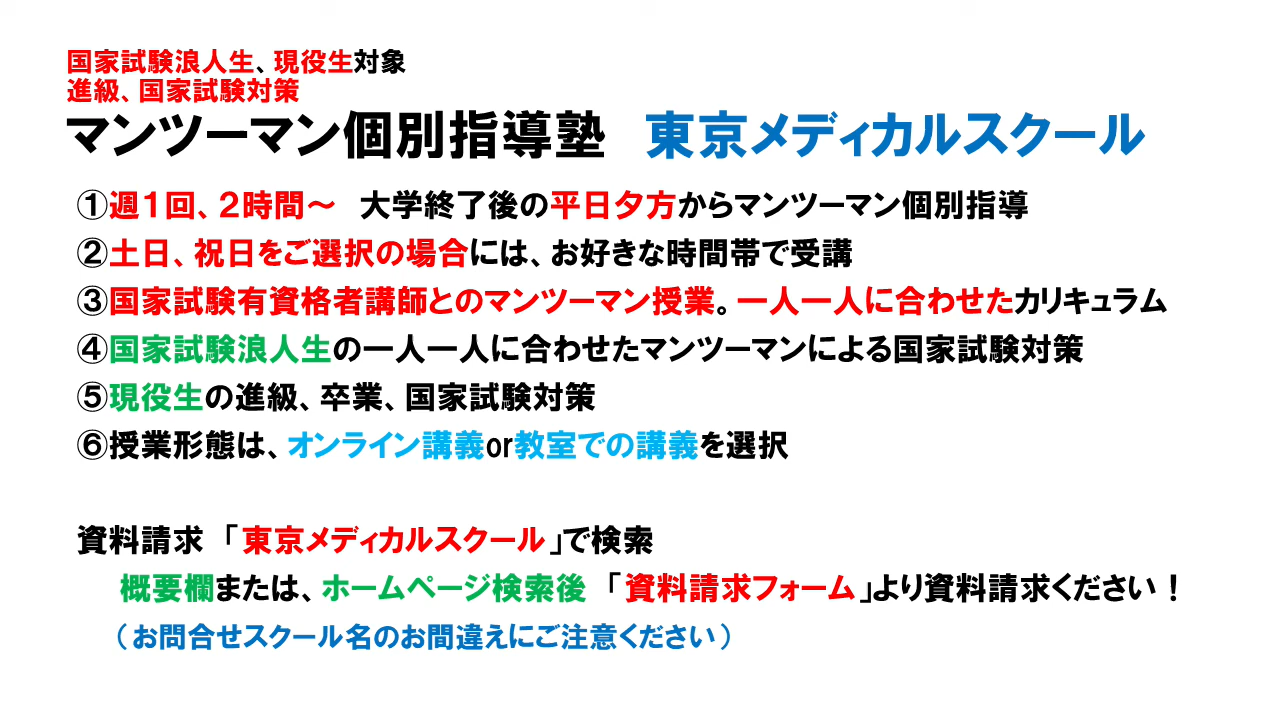 国家試験浪人生、現役生対象
進級、国家試験対策
マンツーマン個別指導塾　東京メディカルスクール
①週１回、２時間～　大学終了後の平日夕方からマンツーマン個別指導
②土日、祝日をご選択の場合には、お好きな時間帯で受講
③国家試験有資格者講師とのマンツーマン授業。一人一人に合わせたカリキュラム
④国家試験浪人生の一人一人に合わせたマンツーマンによる国家試験対策
⑤現役生の進級、卒業、国家試験対策
⑥授業形態は、オンライン講義or教室での講義を選択
資料請求　「東京メディカルスクール」で検索
概要欄または、ホームページ検索後　「資料請求フォーム」より資料請求ください！
（お問合せスクール名のお間違えにご注意ください）